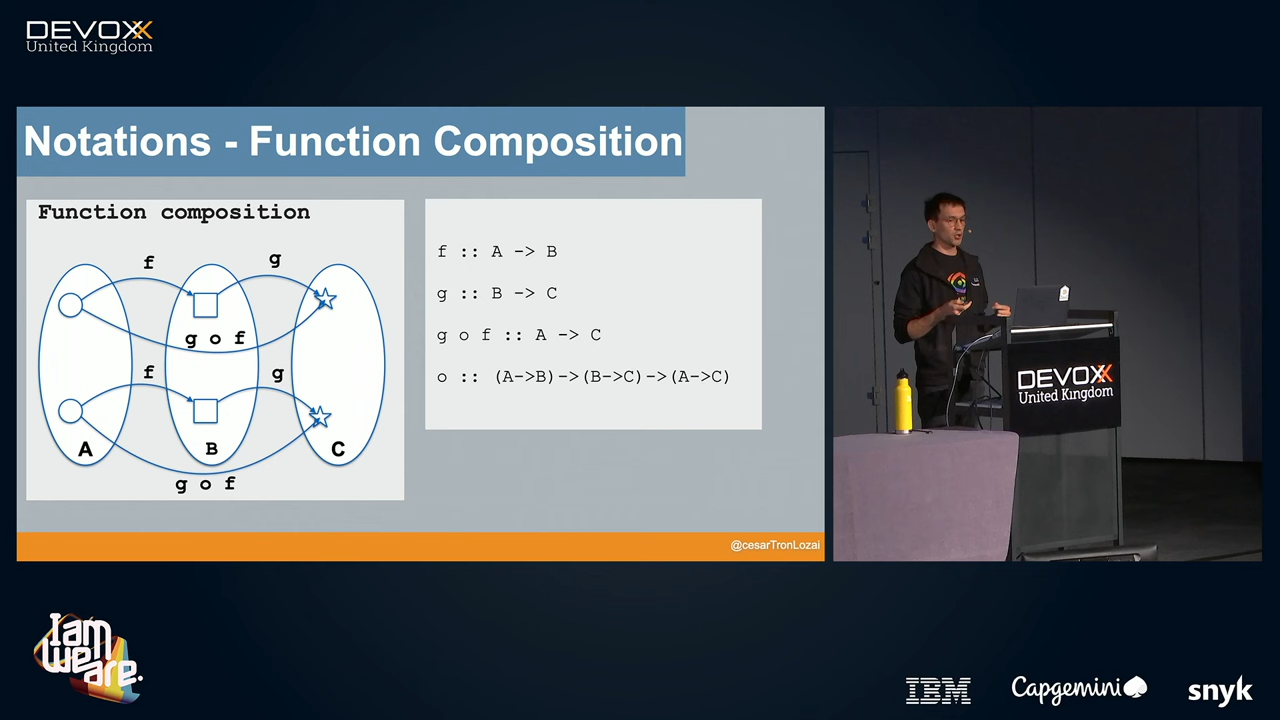 DEVOXX
United Kingdom
Notations - Function Composition
Function composition
f
g
g o f
f
g
A
B
C
g o f
f :: A -> B
g :: B -> C
g o f :: A -> C
o :: (A->B)->(B->C)->(A->C)
@cesarTronLozai
DEVOXX
United Kingdom
I am
we
are.
IBM
Capgemini
snyk